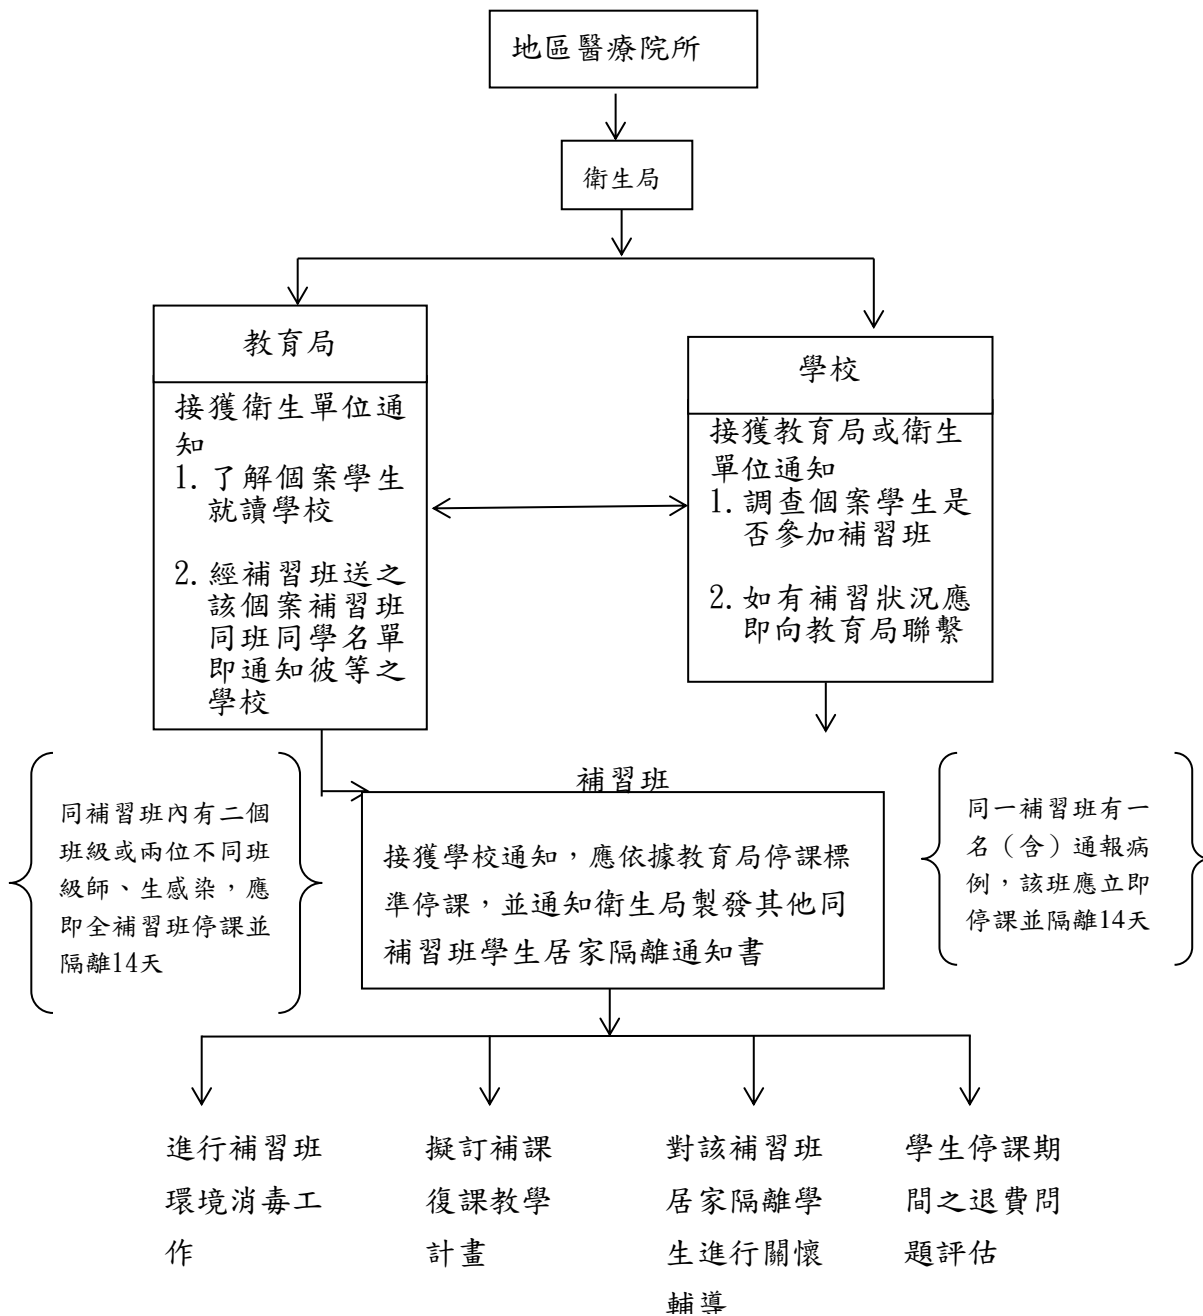 地區醫療院所
衛生局
教育局
接獲衛生單位通
知
1. 了解個案學生
就讀學校
2. 經補習班送之
該個案補習班
同班同學名單
即通知彼等之
學校
學校
接獲教育局或衛生
單位通知
1. 調查個案學生是
否參加補習班
2. 如有補習狀況應
即向教育局聯繫
同補習班內有二個
班級或兩位不同班
級師、生感染，應
即全補習班停課並
隔離14天
補習班
接獲學校通知，應依據教育局停課標
準停課，並通知衛生局製發其他同
補習班學生居家隔離通知書
同一補習班有一
名（含）通報病
例，該班應立即
停課並隔離14天
進行補習班
環境消毒工
作
擬訂補課
復課教學
計畫
對該補習班
居家隔離學
生進行關懷
輔導
學生停課期
間之退費問
題評估